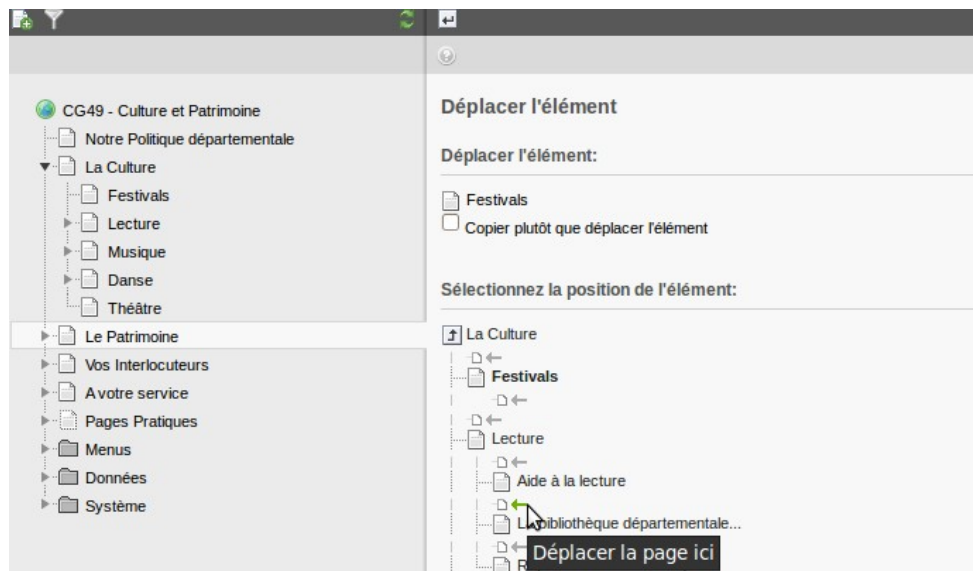 CG49 - Culture et Patrimoine
Notre Politique départementale
La Culture
Festivals
Lecture
Musique
Danse
Théâtre
Le Patrimoine
Vos Interlocuteurs
A votre service
Pages Pratiques
Menus
Données
Système
Déplacer l'élément
Déplacer l'élément:
Festivals
Copier plutôt que déplacer l'élément
Sélectionnez la position de l'élément:
La Culture
Festivals
Lecture
Aide à la lecture
bibliothèque départementale...
Déplacer la page ici